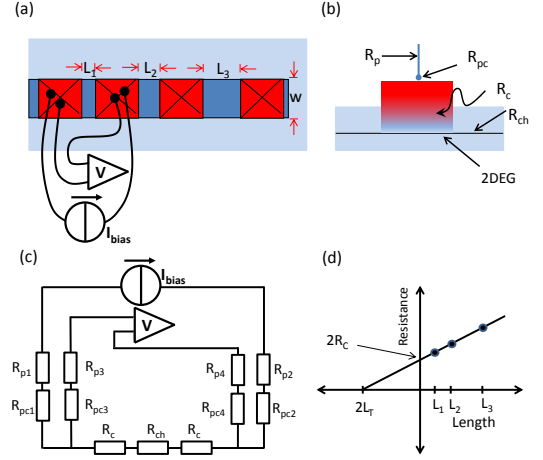 (a)
L1 L2 L3
W
V
Ibias
(b)
Rp
Rpc
Rc
Rch
2DEG
(c)
Ibias
V
Rp1 Rp3 Rp4 Rp2
Rpc1 Rpc3 Rpc4 Rpc2
Rc Rch Rc
(d)
Resistance
2RC
2LT L1 L2 L3
Length